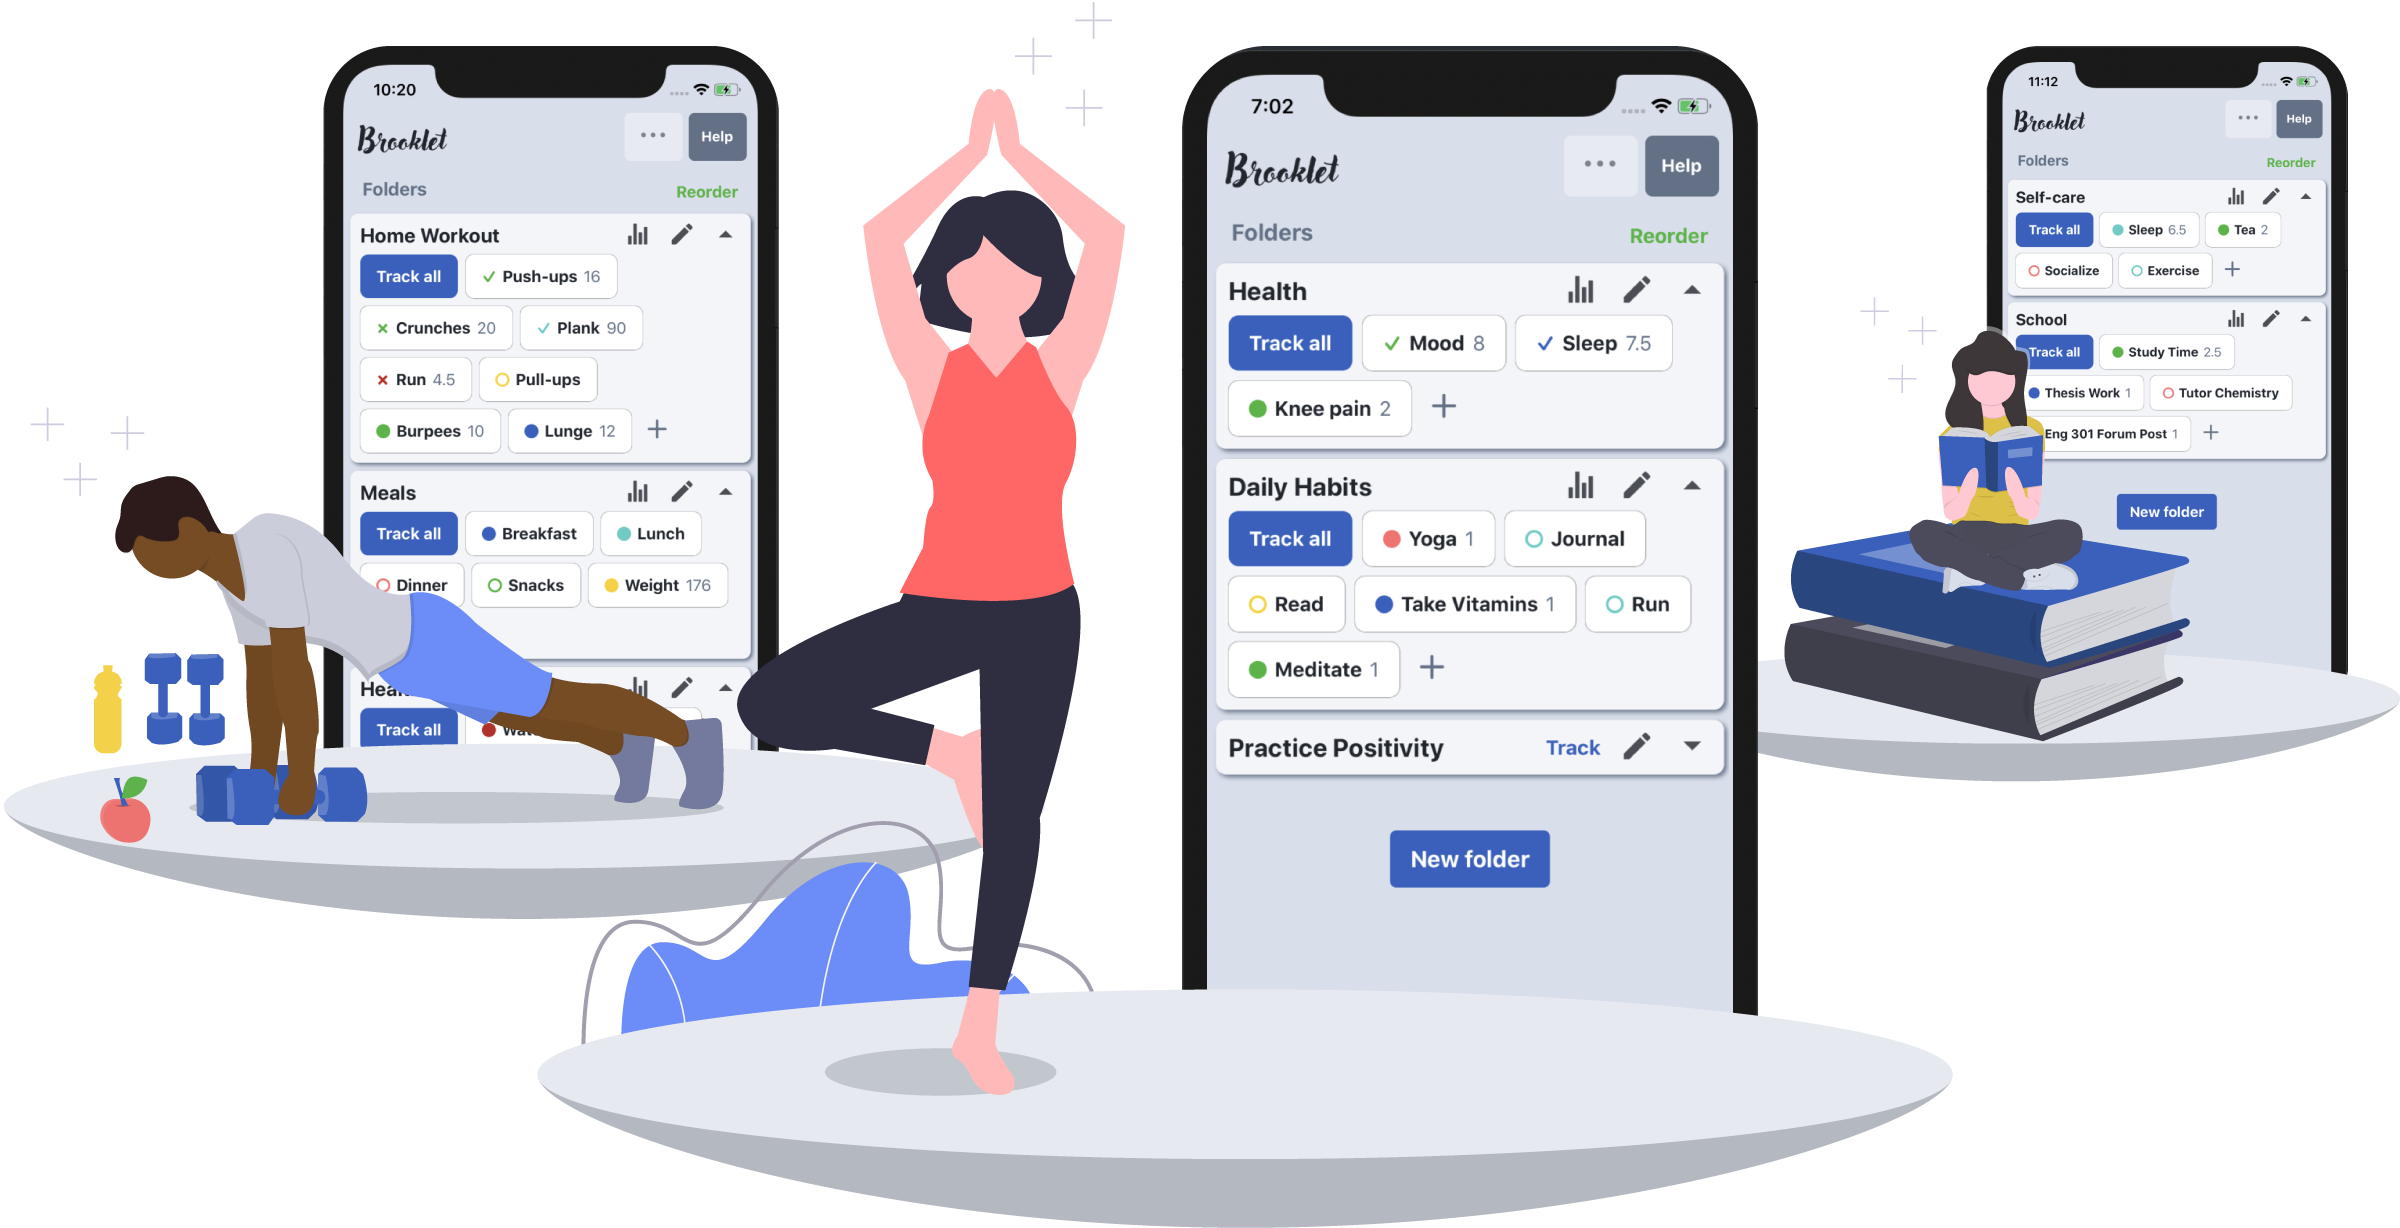 10:20
Brooklet
Help
Folders
Reorder
Home Workout
Track all
Push-ups 16
Crunches 20
Plank 90
Run 4.5
Pull-ups
Burpees 10
Lunge 12
Meals
Track all
Breakfast
Lunch
Dinner
Snacks
Weight 176
Track all
7:02
Brooklet
Help
Folders
Reorder
Health
Track all
Mood 8
Sleep 7.5
Knee pain 2
Daily Habits
Track all
Yoga 1
Journal
Read
Take Vitamins 1
Run
Meditate 1
Practice Positivity
Track
New folder
11:12
Brooklet
Help
Folders
Reorder
Self-care
Track all
Sleep 6.5
Tea 2
Socialize
Exercise
School
Track all
Study Time 2.5
Thesis Work 1
Tutor Chemistry
Eng 301 Forum Post 1
New folder